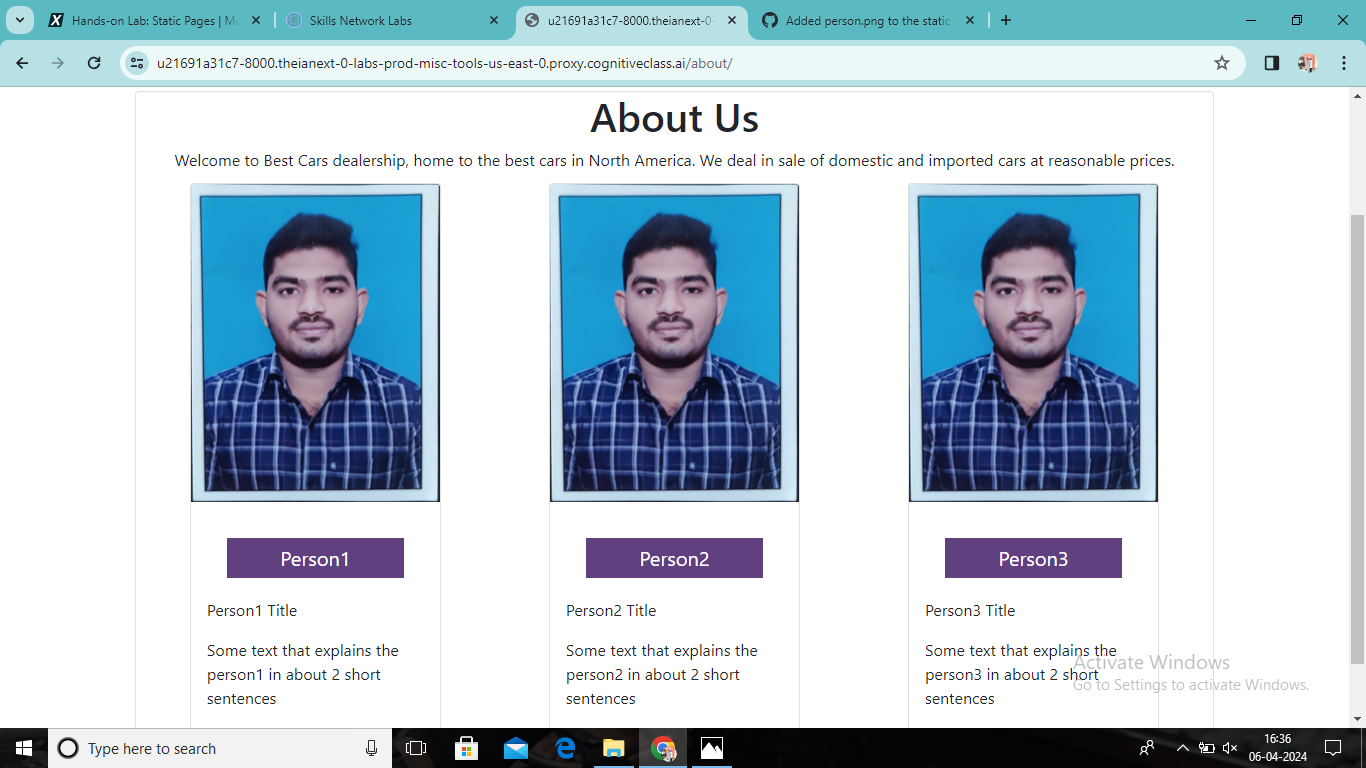 Hands-on Lab: Static Pages | M
Skills Network Labs
u21691a31c7-8000.theianext-0-
Added person.png to the static
u21691a31c7-8000.theianext-0-labs-prod-misc-tools-us-east-0.proxy.cognitiveclass.ai/about/
About Us
Welcome to Best Cars dealership, home to the best cars in North America. We deal in sale of domestic and imported cars at reasonable prices.
Person1
Person2
Person3
Person1 Title
Person2 Title
Person3 Title
Some text that explains the
person1 in about 2 short
sentences
Some text that explains the
person2 in about 2 short
sentences
Some text that explains the
person3 in about 2 short
sentences
Activate Windows
Go to Settings to activate Windows.
Type here to search
16:36
06-04-2024